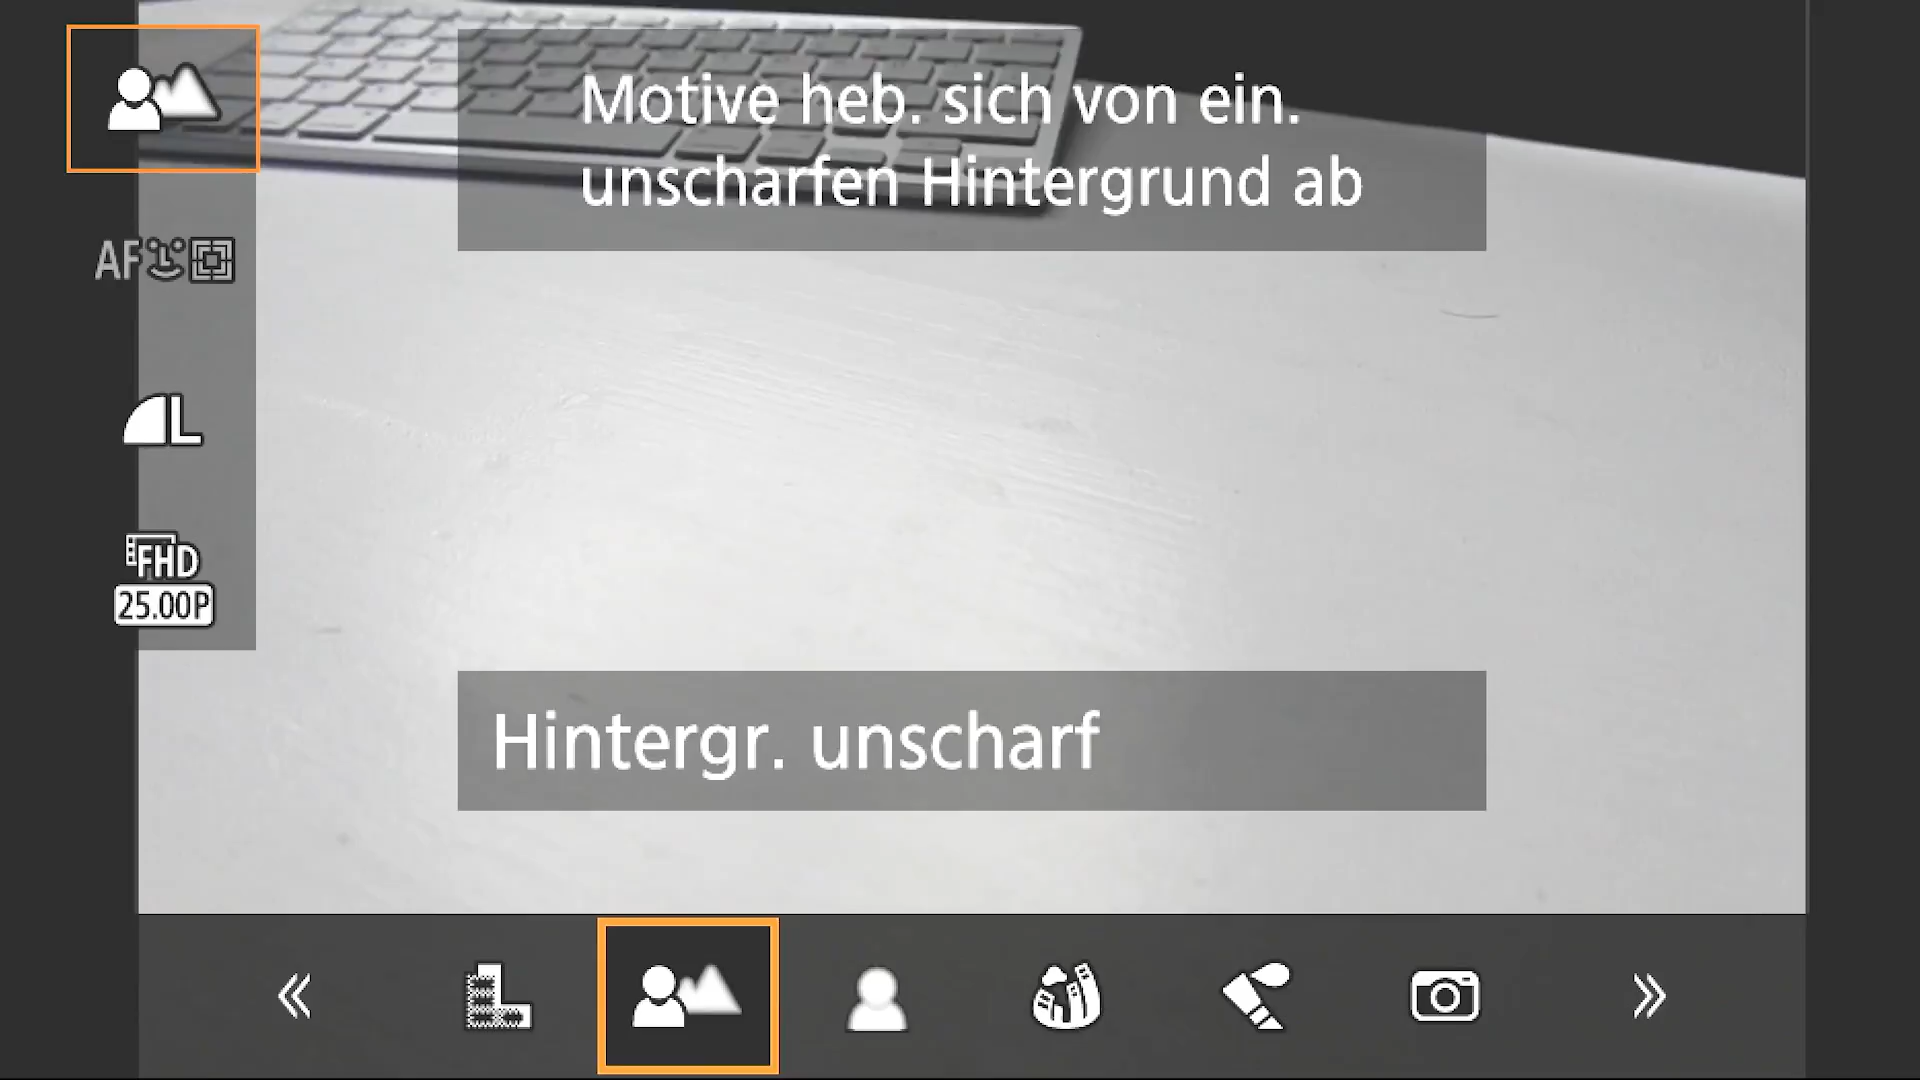 Motive heb. sich von ein.
unscharfen Hintergrund ab
AF
L
FHD
25.00P
Hintergr. unscharf